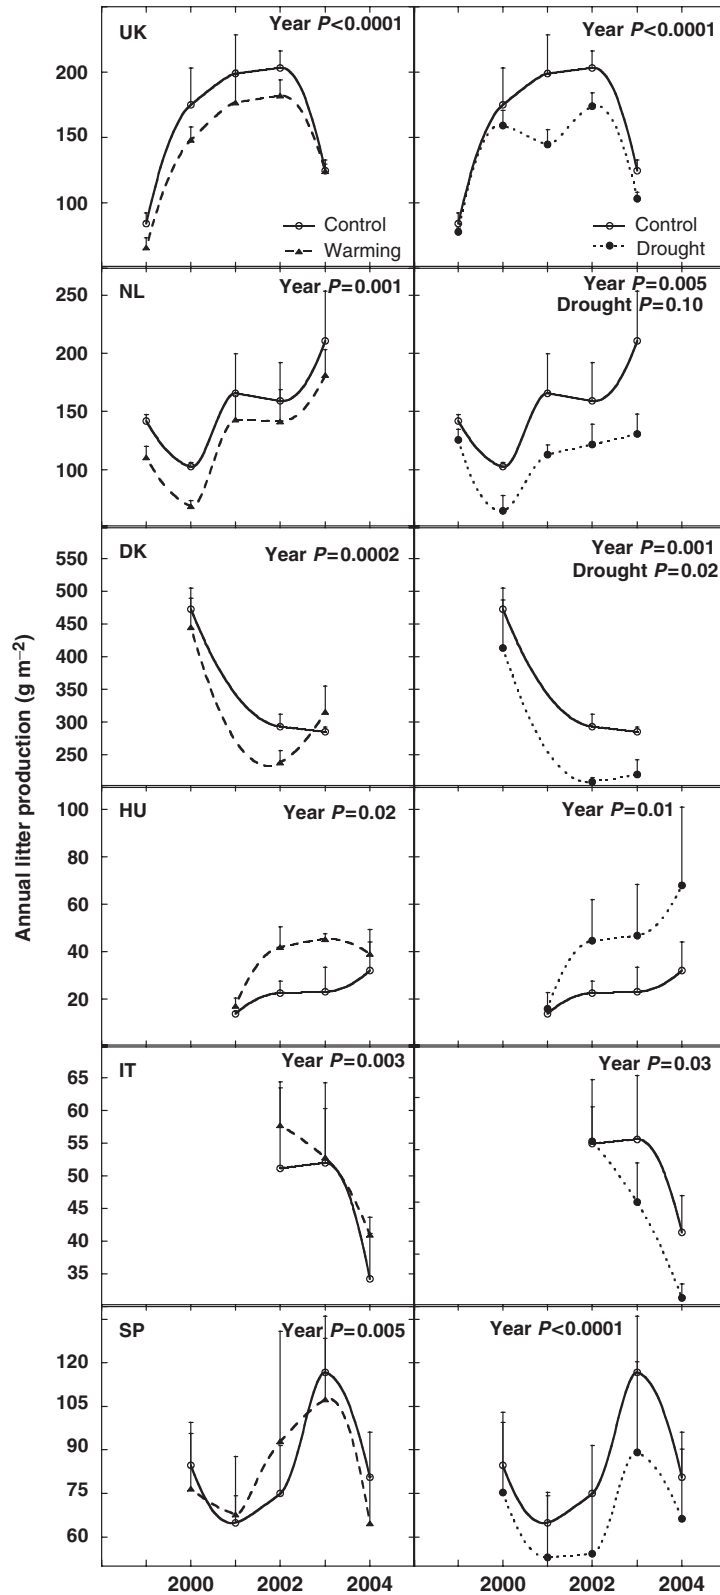 UK
Year P<0.0001
Year P<0.0001
200
150
100
Control
Warming
Control
Drought
NL
Year P=0.001
Year P=0.005
Drought P=0.10
250
200
150
100
DK
Year P=0.0002
Year P=0.001
Drought P=0.02
550
500
450
400
350
300
250
Annual litter production (g m−2)
HU
Year P=0.02
Year P=0.01
100
80
60
40
20
IT
Year P=0.003
Year P=0.03
65
60
55
50
45
40
35
SP
Year P=0.005
Year P<0.0001
120
105
90
75
60
2000 2002 2004 2000 2002 2004